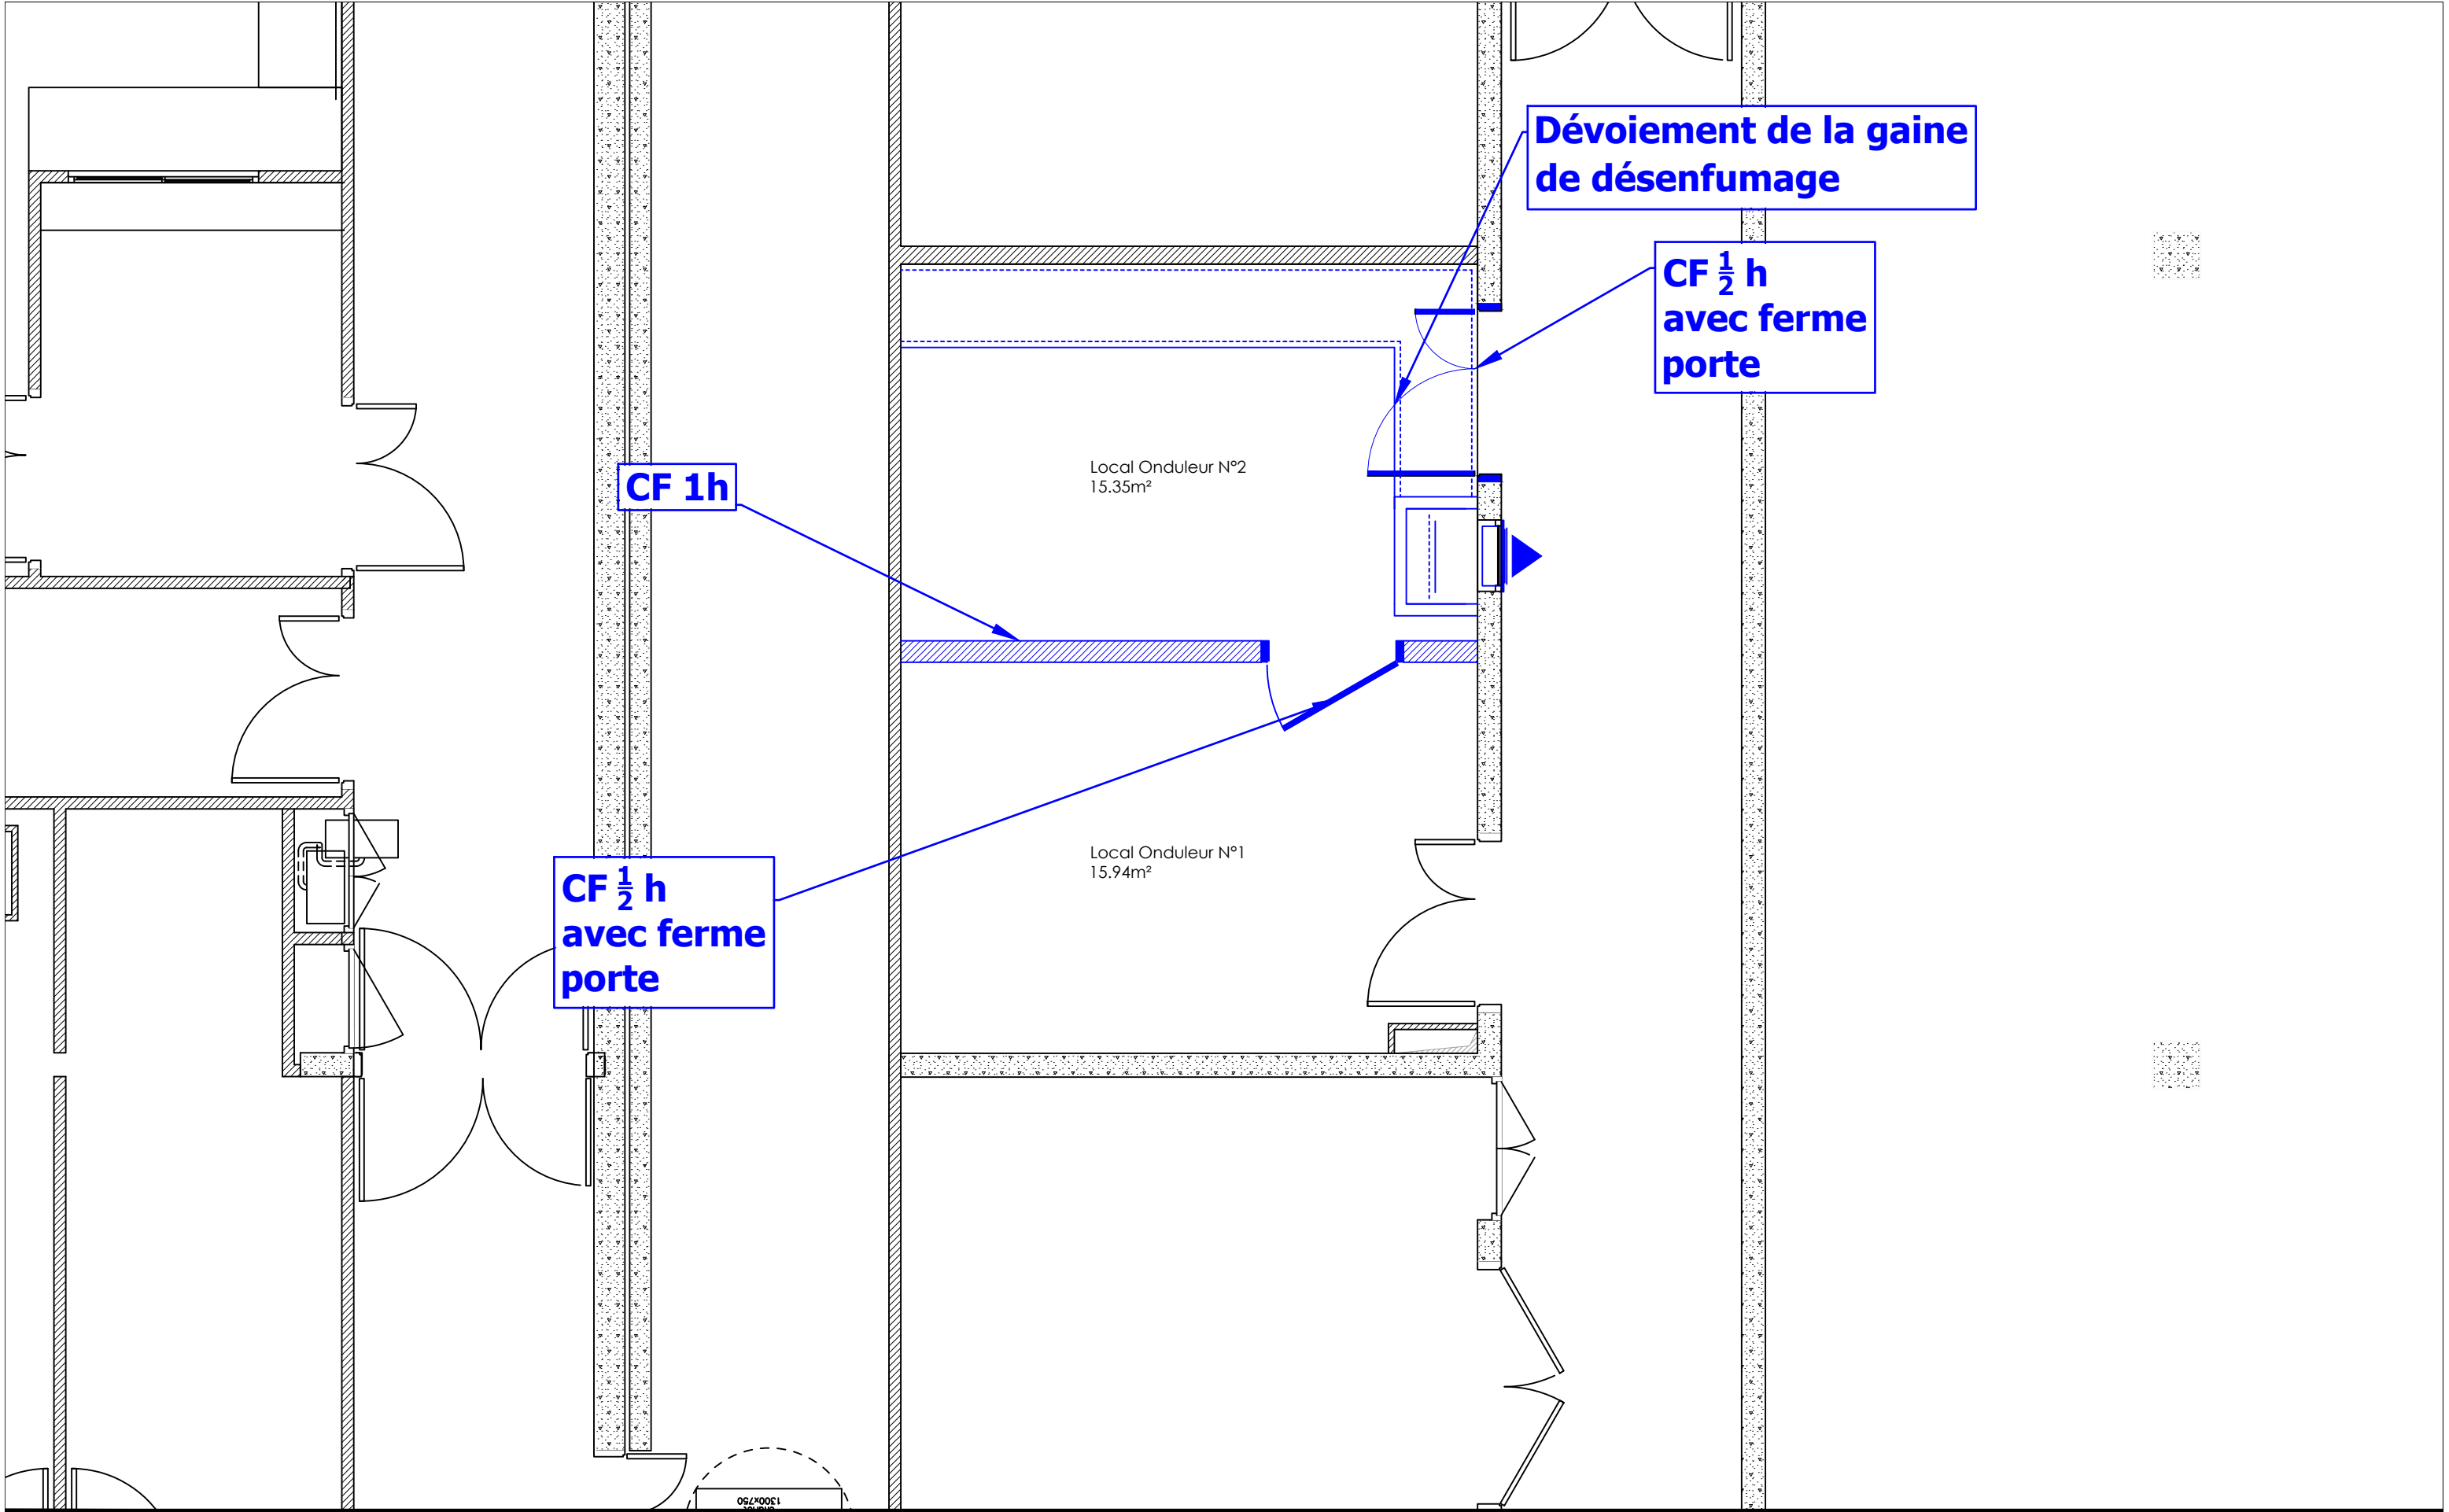 Dévoiement de la gaine
de désenfumage
CF ½ h
avec ferme
porte
CF 1h
Local Onduleur N°2
15.35m²
Local Onduleur N°1
15.94m²
CF ½ h
avec ferme
porte
1300x750